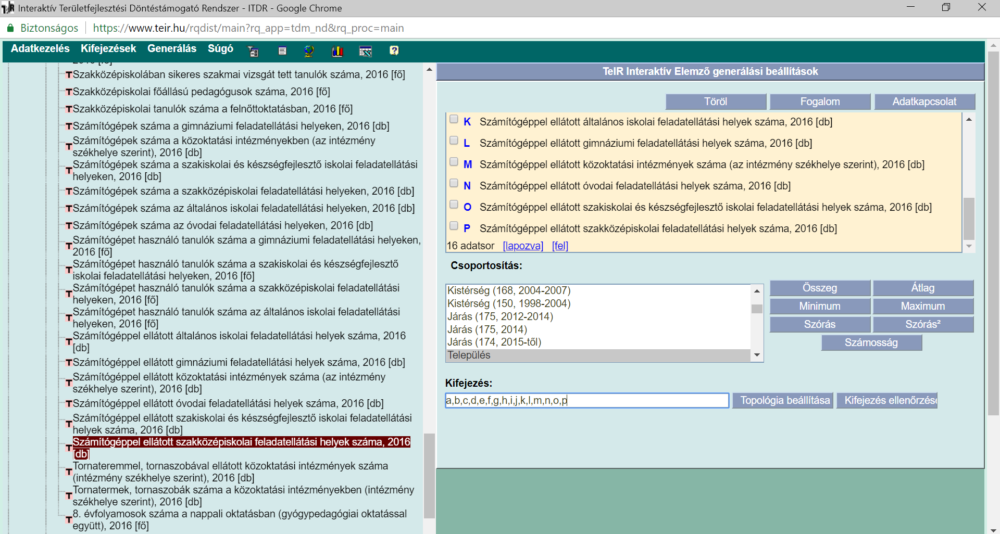 Interaktív Területfejlesztési Döntéstámogató Rendszer - ITDR - Google Chrome
Biztonságos https://www.teir.hu/rqdist/main?rq_app=tdm_nd&rq_proc=main
Adatkezelés Kifejezések Generálás Súgó
2016 [fő]
Szakközépiskolában sikeres szakmai vizsgát tett tanulók száma, 2016 [fő]
Szakközépiskolai főállású pedagógusok száma, 2016 [fő]
Szakközépiskolai tanulók száma a felnőttoktatásban, 2016 [fő]
Számítógépek száma a gimnáziumi feladatellátási helyeken, 2016 [db]
Számítógépek száma a közoktatási intézményekben (az intézmény
székhelye szerint), 2016 [db]
Számítógépek száma a szakiskolai és készségfejlesztő iskolai feladatellátási
helyeken, 2016 [db]
Számítógépek száma a szakközépiskolai feladatellátási helyeken, 2016 [db]
Számítógépek száma az általános iskolai feladatellátási helyeken, 2016 [db]
Számítógépek száma az óvodai feladatellátási helyeken, 2016 [db]
Számítógépet használó tanulók száma a gimnáziumi feladatellátási helyeken,
2016 [fő]
Számítógépet használó tanulók száma a szakiskolai és készségfejlesztő
iskolai feladatellátási helyeken, 2016 [fő]
Számítógépet használó tanulók száma a szakközépiskolai feladatellátási
helyeken, 2016 [fő]
Számítógépet használó tanulók száma az általános iskolai feladatellátási
helyeken, 2016 [fő]
Számítógéppel ellátott általános iskolai feladatellátási helyek száma, 2016
[db]
Számítógéppel ellátott gimnáziumi feladatellátási helyek száma, 2016 [db]
Számítógéppel ellátott közoktatási intézmények száma (az intézmény
székhelye szerint), 2016 [db]
Számítógéppel ellátott óvodai feladatellátási helyek száma, 2016 [db]
Számítógéppel ellátott szakiskolai és készségfejlesztő iskolai feladatellátási
helyek száma, 2016 [db]
Számítógéppel ellátott szakközépiskolai feladatellátási helyek száma, 2016
[db]
Tornateremmel, tornaszobával ellátott közoktatási intézmények száma
(intézmény székhelye szerint), 2016 [db]
Tornatermek, tornaszobák száma a közoktatási intézményekben (intézmény
székhelye szerint), 2016 [db]
8. évfolyamosok száma a nappali oktatásban (gyógypedagógiai oktatással
együtt), 2016 [fő]
TeIR Interaktív Elemző generálási beállítások
Töröl Fogalom Adatkapcsolat
K Számítógéppel ellátott általános iskolai feladatellátási helyek száma, 2016 [db]
L Számítógéppel ellátott gimnáziumi feladatellátási helyek száma, 2016 [db]
M Számítógéppel ellátott közoktatási intézmények száma (az intézmény székhelye szerint), 2016 [db]
N Számítógéppel ellátott óvodai feladatellátási helyek száma, 2016 [db]
O Számítógéppel ellátott szakiskolai és készségfejlesztő iskolai feladatellátási helyek száma, 2016 [db]
P Számítógéppel ellátott szakközépiskolai feladatellátási helyek száma, 2016 [db]
16 adatsor [lapozva] [fel]
Csoportosítás:
Kistérség (168, 2004-2007)
Kistérség (150, 1998-2004)
Járás (175, 2012-2014)
Járás (175, 2014)
Járás (174, 2015-től)
Település
Összeg Átlag
Minimum Maximum
Szórás Szórás²
Számosság
Kifejezés:
a,b,c,d,e,f,g,h,i,j,k,l,m,n,o,p
Topológia beállítása Kifejezés ellenőrzése